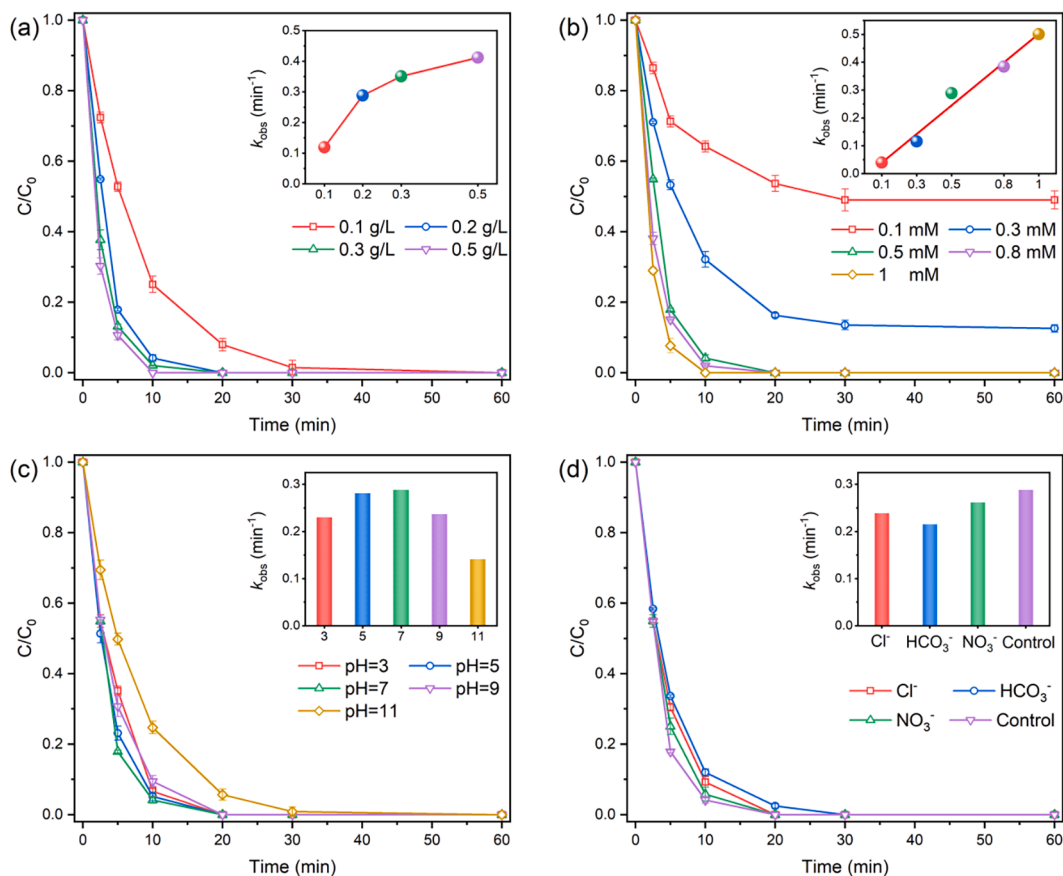 (a)
1.0
0.8
0.6
0.4
0.2
0.0
C/C₀
0 10 20 30 40 50 60
Time (min)
0.5
0.4
0.3
0.2
0.1
0.0
k_obs (min⁻¹)
0.1 0.2 0.3 0.5
0.1 g/L 0.2 g/L
0.3 g/L 0.5 g/L
(b)
1.0
0.8
0.6
0.4
0.2
0.0
C/C₀
0 10 20 30 40 50 60
Time (min)
0.5
0.4
0.3
0.2
0.1
0.0
k_obs (min⁻¹)
0.1 0.3 0.5 0.8 1
0.1 mM 0.3 mM
0.5 mM 0.8 mM
1 mM
(c)
1.0
0.8
0.6
0.4
0.2
0.0
C/C₀
0 10 20 30 40 50 60
Time (min)
0.3
0.2
0.1
0.0
k_obs (min⁻¹)
3 5 7 9 11
pH=3 pH=5
pH=7 pH=9
pH=11
(d)
1.0
0.8
0.6
0.4
0.2
0.0
C/C₀
0 10 20 30 40 50 60
Time (min)
0.3
0.2
0.1
0.0
k_obs (min⁻¹)
Cl⁻ HCO₃⁻ NO₃⁻ Control
Cl⁻ HCO₃⁻
NO₃⁻ Control